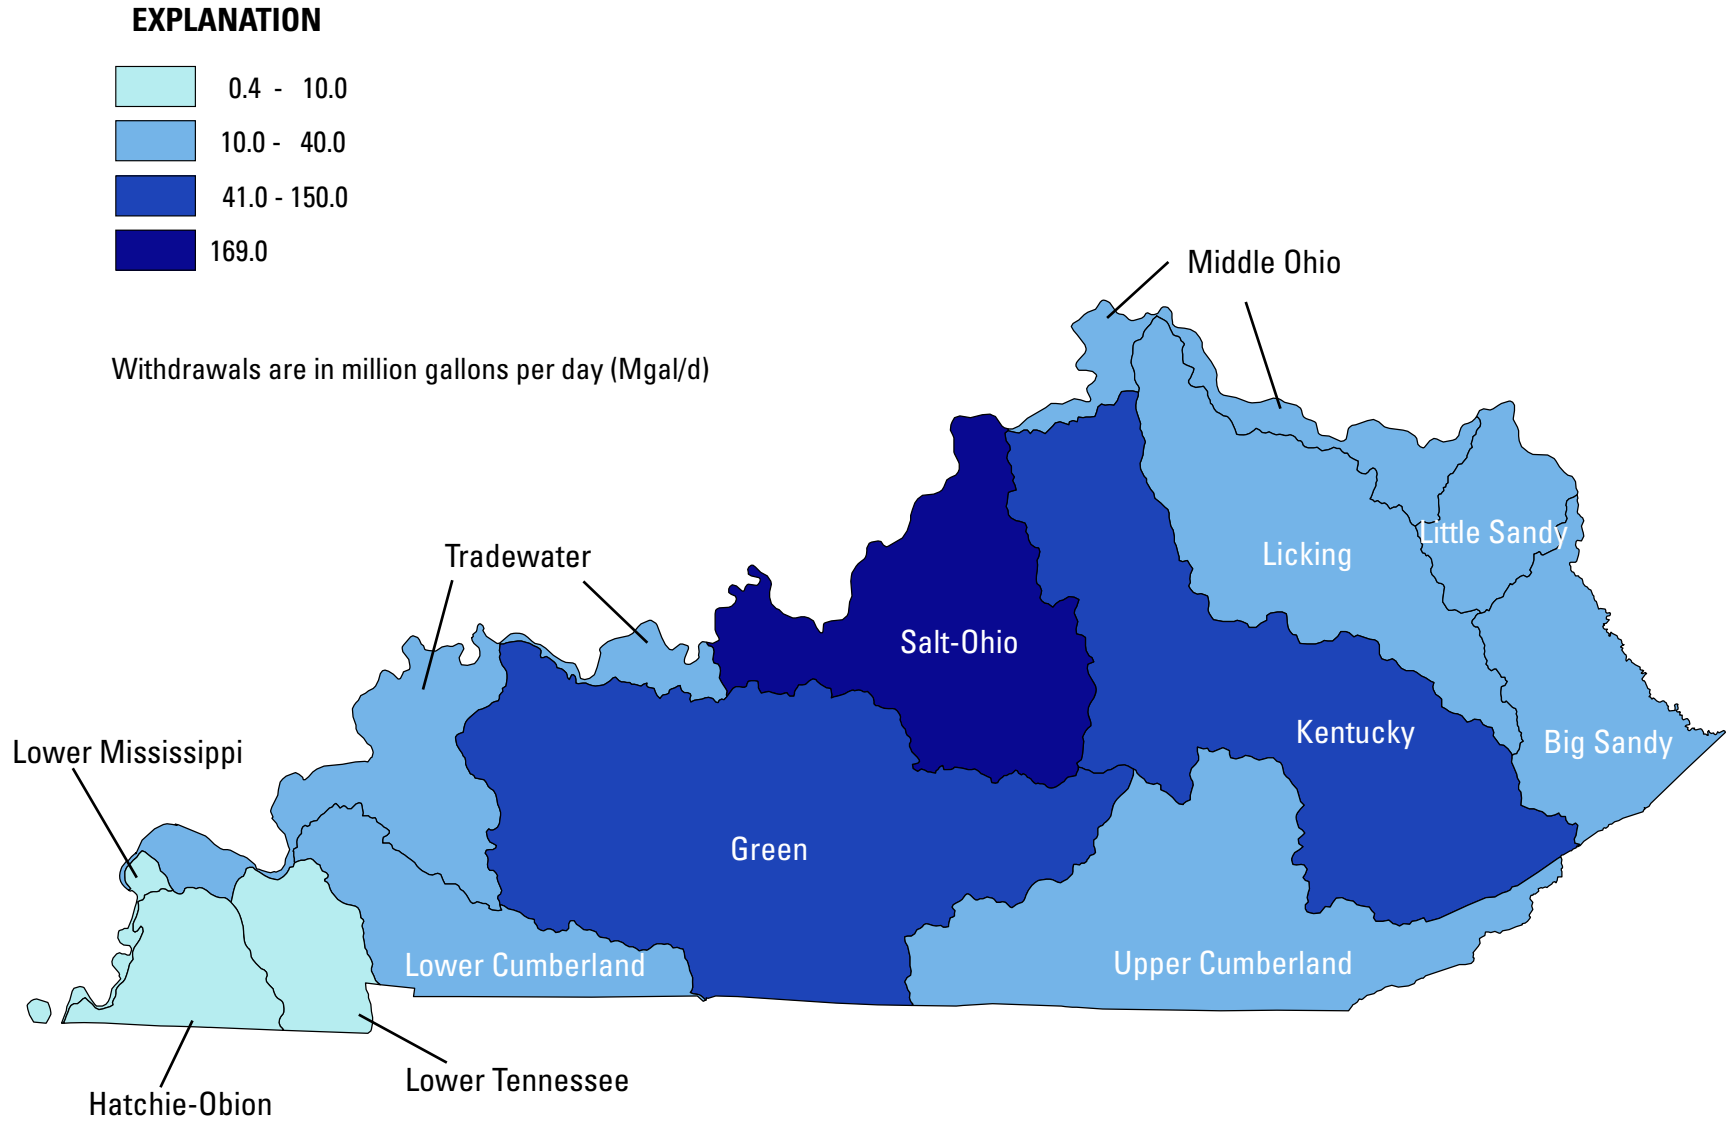 EXPLANATION
0.4 - 10.0
10.0 - 40.0
41.0 - 150.0
169.0
Withdrawals are in million gallons per day (Mgal/d)
Middle Ohio
Little Sandy
Licking
Tradewater
Salt-Ohio
Kentucky
Big Sandy
Lower Mississippi
Green
Upper Cumberland
Lower Cumberland
Lower Tennessee
Hatchie-Obion